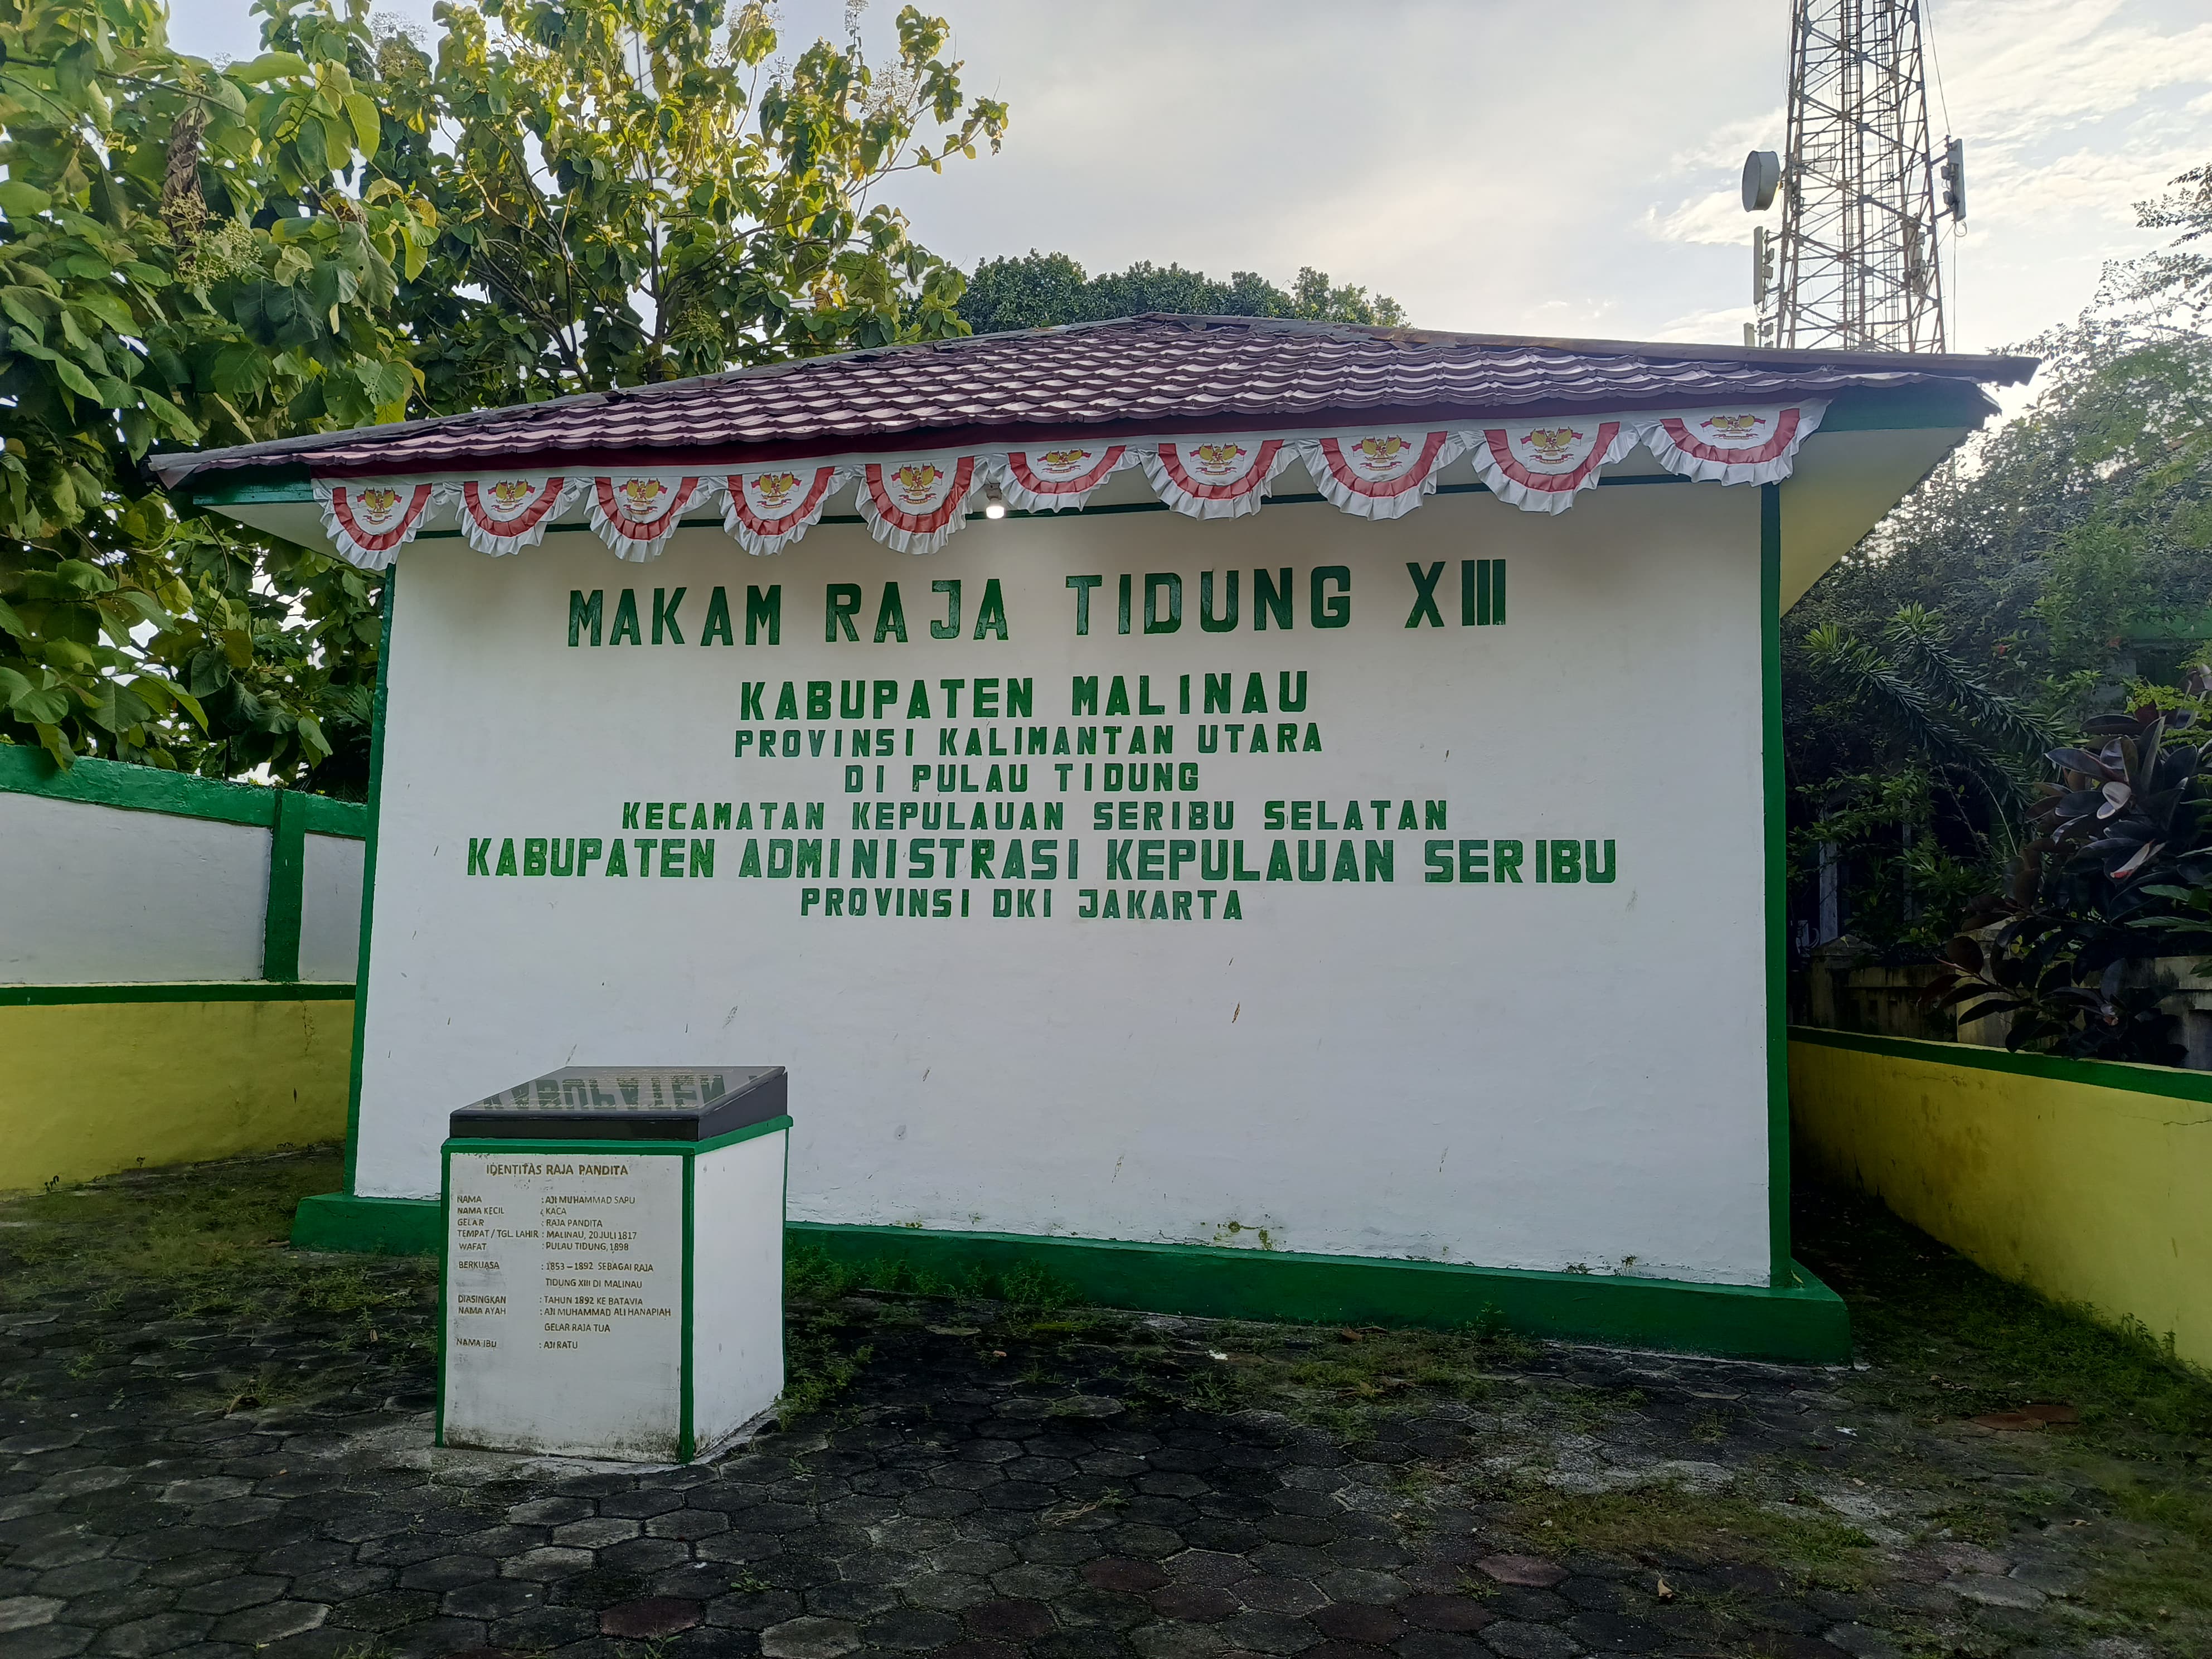 MAKAM RAJA TIDUNG XIII
KABUPATEN MALINAU
PROVINSI KALIMANTAN UTARA
DI PULAU TIDUNG
KECAMATAN KEPULAUAN SERIBU SELATAN
KABUPATEN ADMINISTRASI KEPULAUAN SERIBU
PROVINSI DKI JAKARTA
IDENTITAS RAJA PANDITA
NAMA : AJI MUHAMMAD SAPU
NAMA KECIL : KACA
GELAR : RAJA PANDITA
TEMPAT / TGL. LAHIR : MALINAU, 20 JULI 1817
WAFAT : PULAU TIDUNG, 1898
BERKUASA : 1853 – 1892 SEBAGAI RAJA
TIDUNG XIII DI MALINAU
DIASINGKAN : TAHUN 1892 KE BATAVIA
NAMA AYAH : AJI MUHAMMAD ALI HANAPIAH
GELAR RAJA TUA
NAMA IBU : AJI RATU